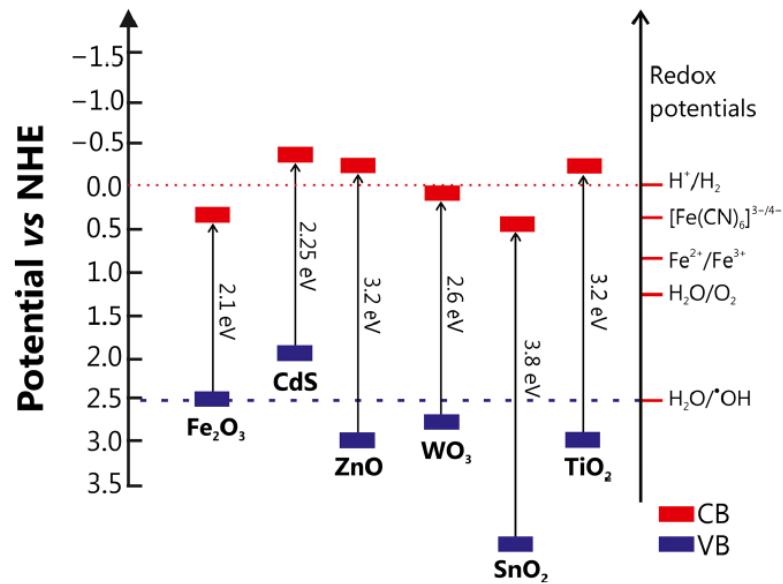 Potential vs NHE
−1.5
−1.0
−0.5
0.0
0.5
1.0
1.5
2.0
2.5
3.0
3.5
2.1 eV
2.25 eV
3.2 eV
2.6 eV
3.8 eV
3.2 eV
Fe₂O₃
CdS
ZnO
WO₃
SnO₂
TiO₂
Redox
potentials
H⁺/H₂
[Fe(CN)₆]³⁻/⁴⁻
Fe²⁺/Fe³⁺
H₂O/O₂
H₂O/•OH
CB
VB